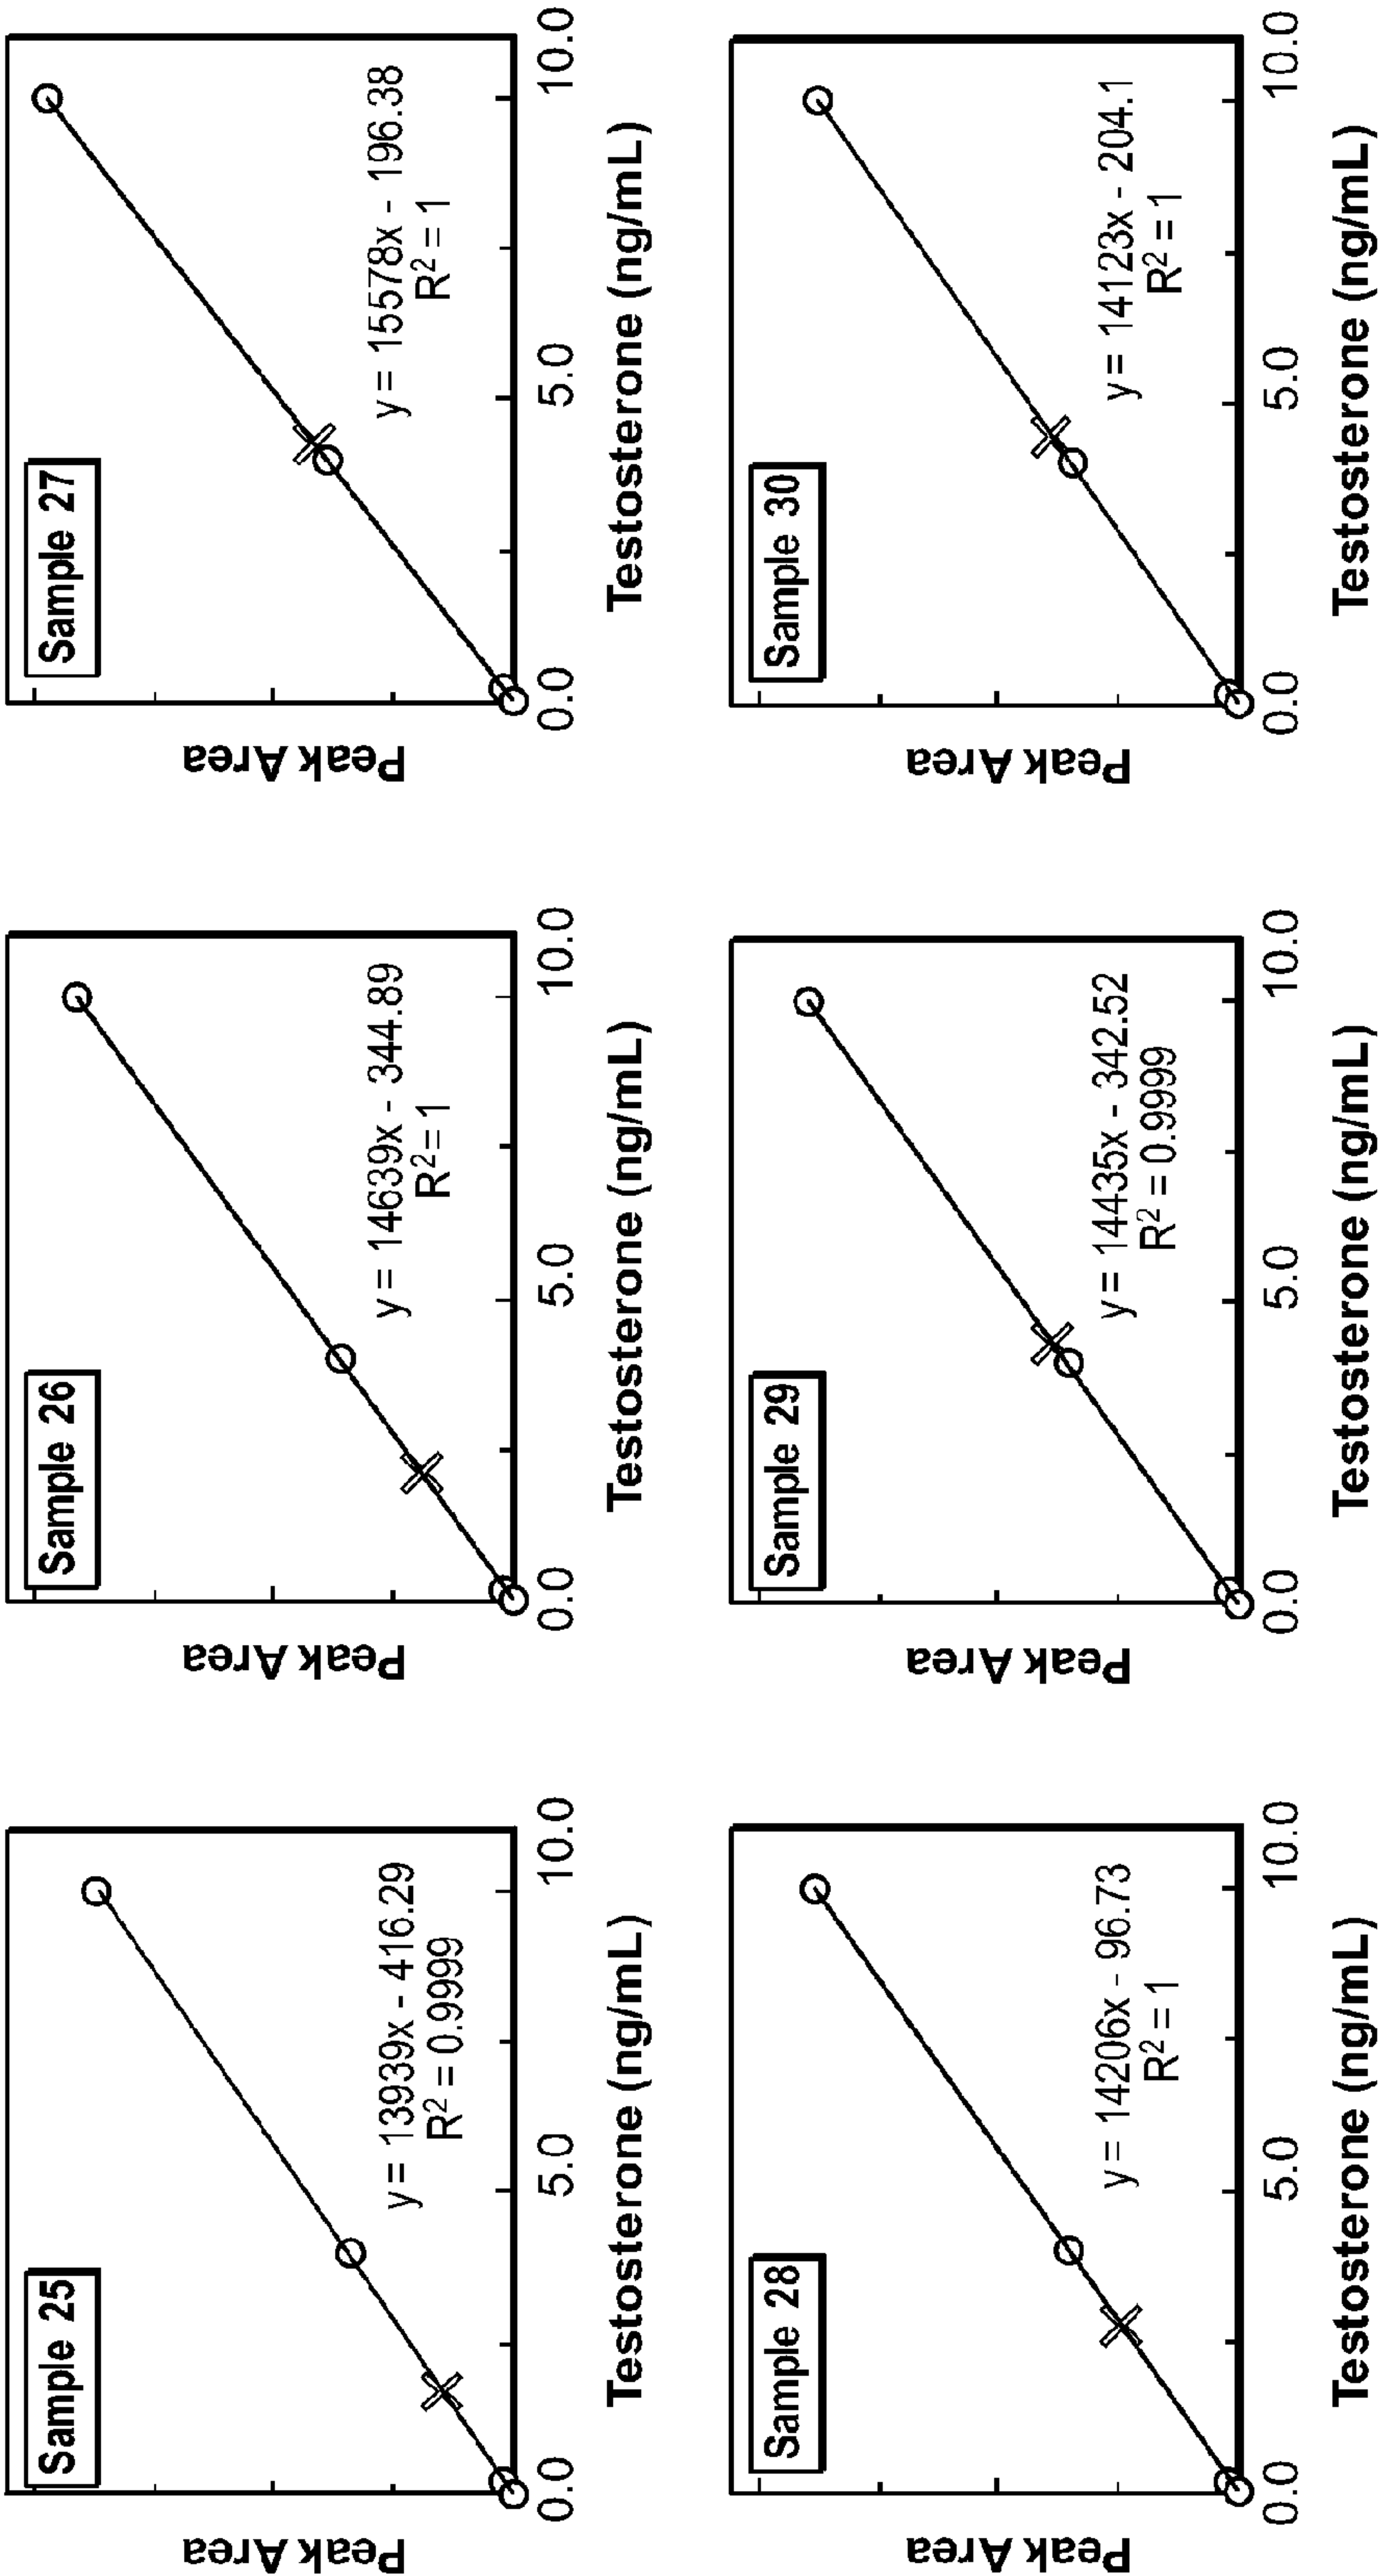 Sample 25
Peak Area
y = 13939x - 416.29
R² = 0.9999
0.0 5.0 10.0
Testosterone (ng/mL)
Sample 26
Peak Area
y = 14639x - 344.89
R² = 1
0.0 5.0 10.0
Testosterone (ng/mL)
Sample 27
Peak Area
y = 15578x - 196.38
R² = 1
0.0 5.0 10.0
Testosterone (ng/mL)
Sample 28
Peak Area
y = 14206x - 96.73
R² = 1
0.0 5.0 10.0
Testosterone (ng/mL)
Sample 29
Peak Area
y = 14435x - 342.52
R² = 0.9999
0.0 5.0 10.0
Testosterone (ng/mL)
Sample 30
Peak Area
y = 14123x - 204.1
R² = 1
0.0 5.0 10.0
Testosterone (ng/mL)